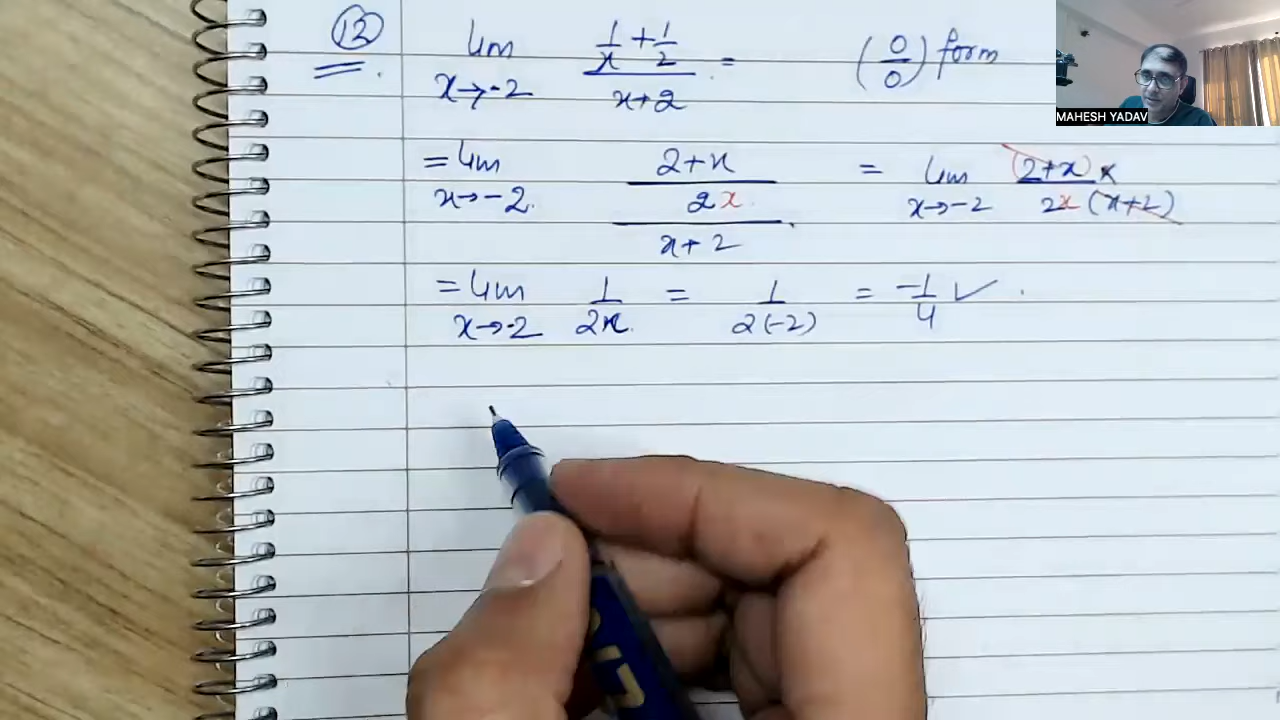 (12) lim x→-2 (1/x + 1/2)/(x+2) = (0/0) form
= lim x→-2 ((2+x)/(2x))/(x+2) = lim x→-2 (2+x) x/(2x(x+2))
= lim x→-2 1/(2x) = 1/(2(-2)) = -1/4 ✓
MAHESH YADAV